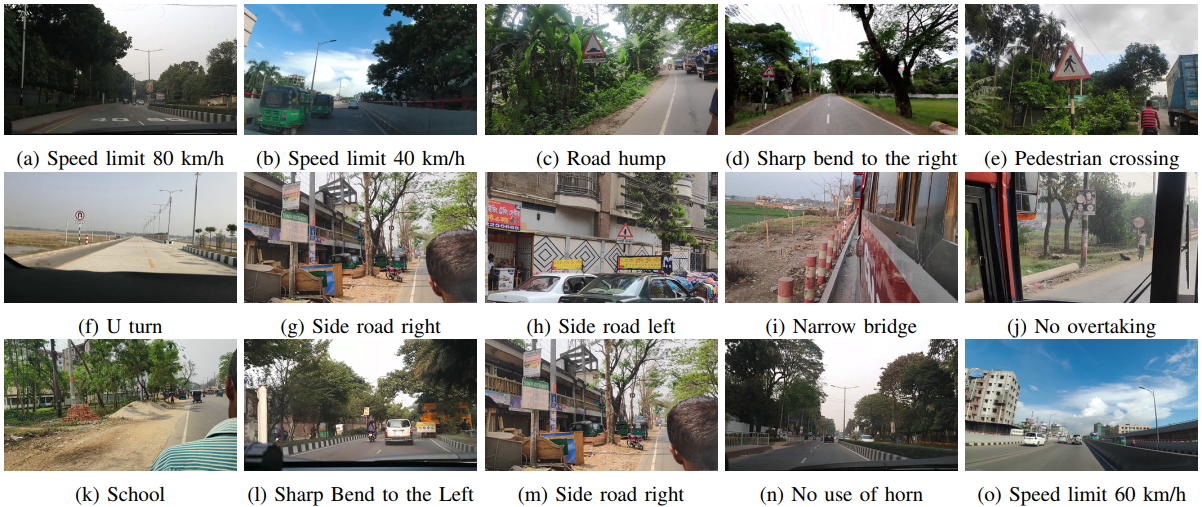 (a) Speed limit 80 km/h
(b) Speed limit 40 km/h
(c) Road hump
(d) Sharp bend to the right
(e) Pedestrian crossing
(f) U turn
(g) Side road right
(h) Side road left
(i) Narrow bridge
(j) No overtaking
(k) School
(l) Sharp Bend to the Left
(m) Side road right
(n) No use of horn
(o) Speed limit 60 km/h